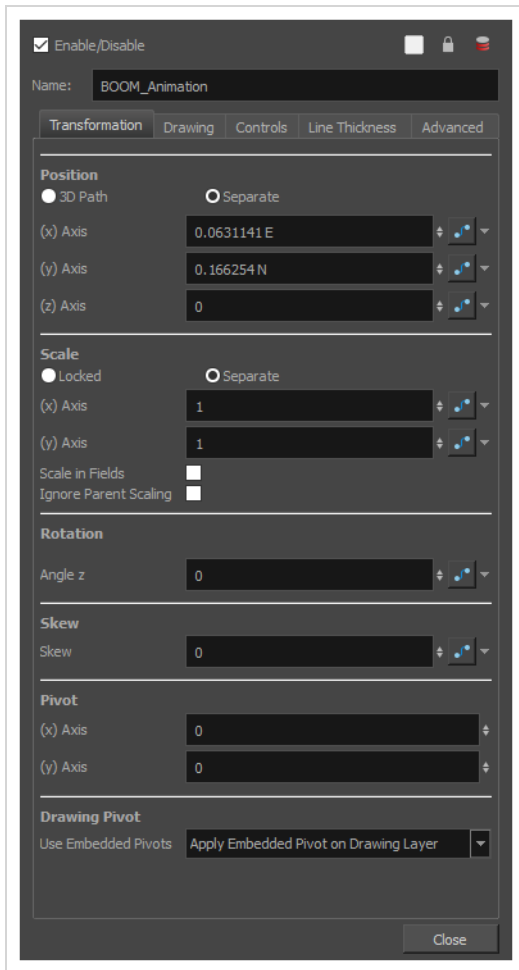 Enable/Disable
Name: BOOM_Animation
Transformation Drawing Controls Line Thickness Advanced
Position
3D Path Separate
(x) Axis 0.0631141 E
(y) Axis 0.166254 N
(z) Axis 0
Scale
Locked Separate
(x) Axis 1
(y) Axis 1
Scale in Fields
Ignore Parent Scaling
Rotation
Angle z 0
Skew
Skew 0
Pivot
(x) Axis 0
(y) Axis 0
Drawing Pivot
Use Embedded Pivots Apply Embedded Pivot on Drawing Layer
Close